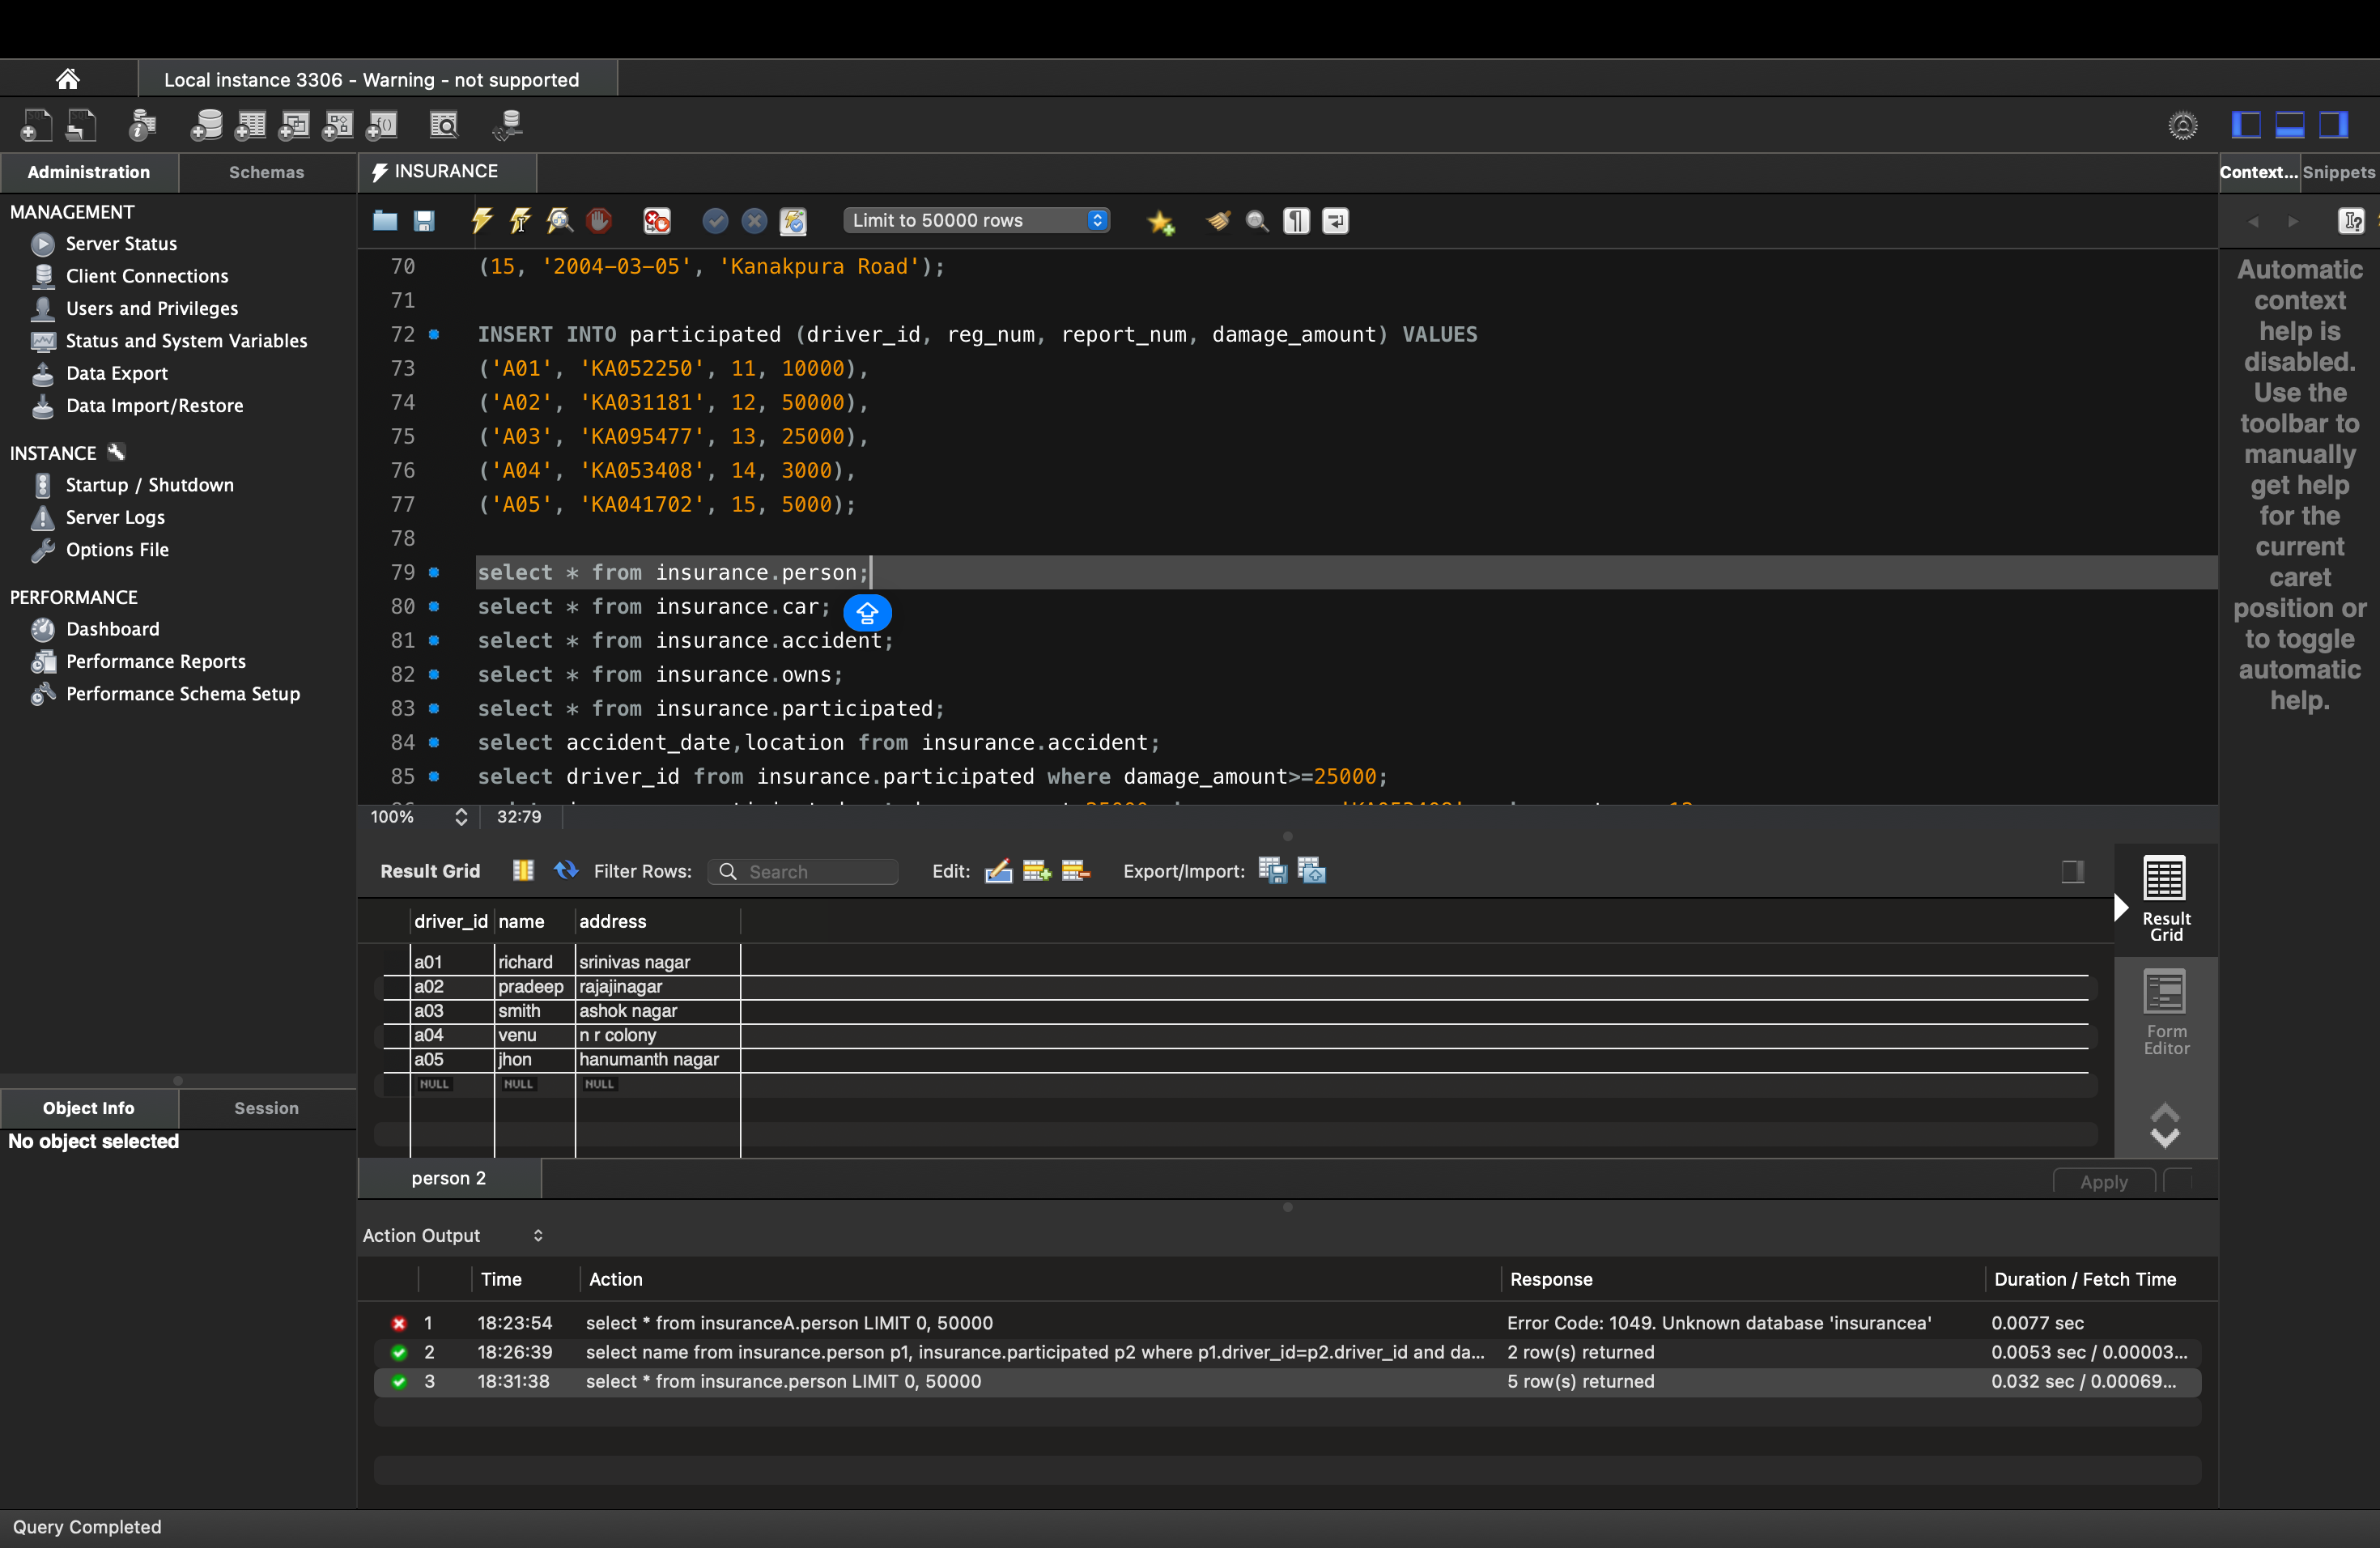 Local instance 3306 - Warning - not supported
Administration
Schemas
INSURANCE
Context...
Snippets
MANAGEMENT
Server Status
Client Connections
Users and Privileges
Status and System Variables
Data Export
Data Import/Restore
INSTANCE
Startup / Shutdown
Server Logs
Options File
PERFORMANCE
Dashboard
Performance Reports
Performance Schema Setup
Object Info
Session
No object selected
Limit to 50000 rows
70 (15, '2004-03-05', 'Kanakpura Road');
71
72 INSERT INTO participated (driver_id, reg_num, report_num, damage_amount) VALUES
73 ('A01', 'KA052250', 11, 10000),
74 ('A02', 'KA031181', 12, 50000),
75 ('A03', 'KA095477', 13, 25000),
76 ('A04', 'KA053408', 14, 3000),
77 ('A05', 'KA041702', 15, 5000);
78
79 select * from insurance.person;
80 select * from insurance.car;
81 select * from insurance.accident;
82 select * from insurance.owns;
83 select * from insurance.participated;
84 select accident_date,location from insurance.accident;
85 select driver_id from insurance.participated where damage_amount>=25000;
100% 32:79
Result Grid Filter Rows: Search Edit: Export/Import:
driver_id name address
a01 richard srinivas nagar
a02 pradeep rajajinagar
a03 smith ashok nagar
a04 venu n r colony
a05 jhon hanumanth nagar
NULL NULL NULL
Result
Grid
Form
Editor
person 2
Apply
Action Output
Time Action Response Duration / Fetch Time
1 18:23:54 select * from insuranceA.person LIMIT 0, 50000 Error Code: 1049. Unknown database 'insurancea' 0.0077 sec
2 18:26:39 select name from insurance.person p1, insurance.participated p2 where p1.driver_id=p2.driver_id and da... 2 row(s) returned 0.0053 sec / 0.00003...
3 18:31:38 select * from insurance.person LIMIT 0, 50000 5 row(s) returned 0.032 sec / 0.00069...
Automatic
context
help is
disabled.
Use the
toolbar to
manually
get help
for the
current
caret
position or
to toggle
automatic
help.
Query Completed